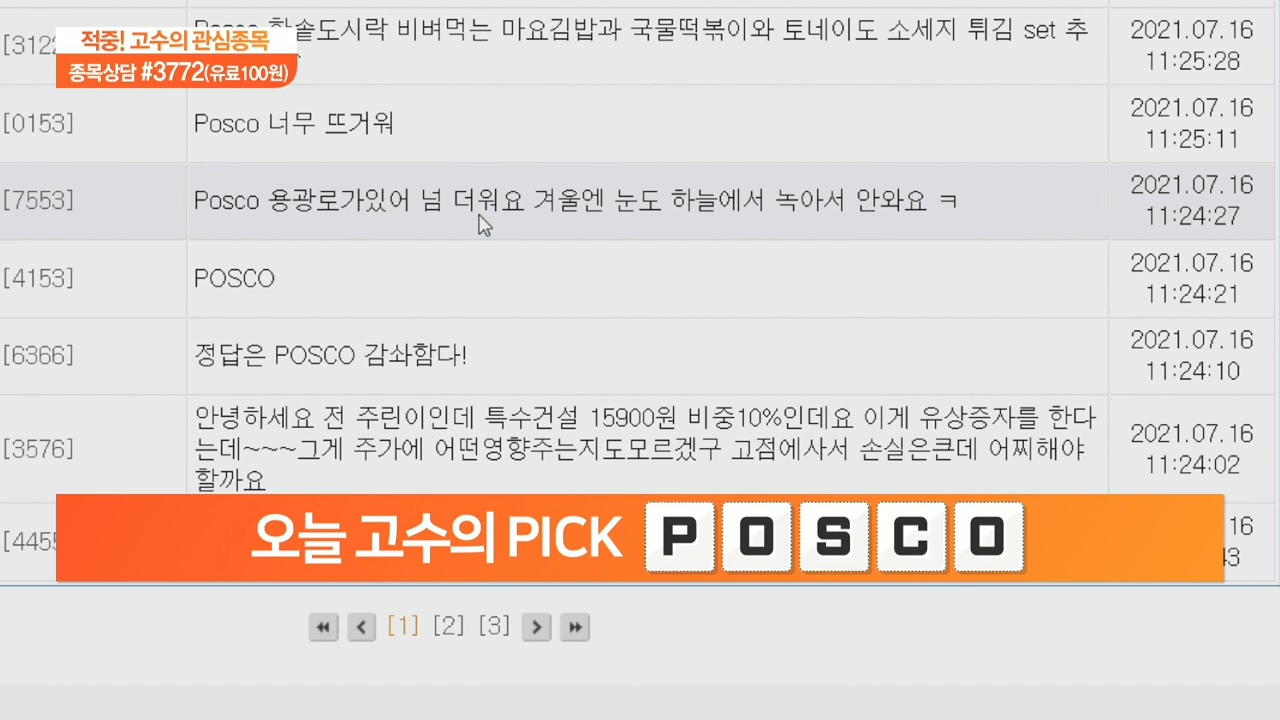 적중! 고수의 관심종목
종목상담 #3772(유료100원)
[3122
Posco 한솥도시락 비벼먹는 마요김밥과 국물떡볶이와 토네이도 소세지 튀김 set 추
2021.07.16
11:25:28
[0153]
Posco 너무 뜨거워
2021.07.16
11:25:11
[7553]
Posco 용광로가있어 넘 더워요 겨울엔 눈도 하늘에서 녹아서 안와요 ㅋ
2021.07.16
11:24:27
[4153]
POSCO
2021.07.16
11:24:21
[6366]
정답은 POSCO 감솨함다!
2021.07.16
11:24:10
[3576]
안녕하세요 전 주린이인데 특수건설 15900원 비중10%인데요 이게 유상증자를 한다
는데~~~그게 주가에 어떤영향주는지도모르겠구 고점에사서 손실은큰데 어찌해야
할까요
2021.07.16
11:24:02
[4455
오늘 고수의 PICK POSCO
16
43
[1] [2] [3]